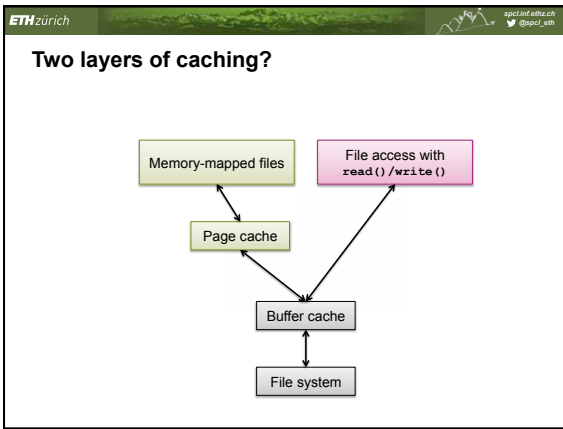 ETHzürich
spcl.inf.ethz.ch
@spcl_eth
Two layers of caching?
Memory-mapped files
File access with
read()/write()
Page cache
Buffer cache
File system